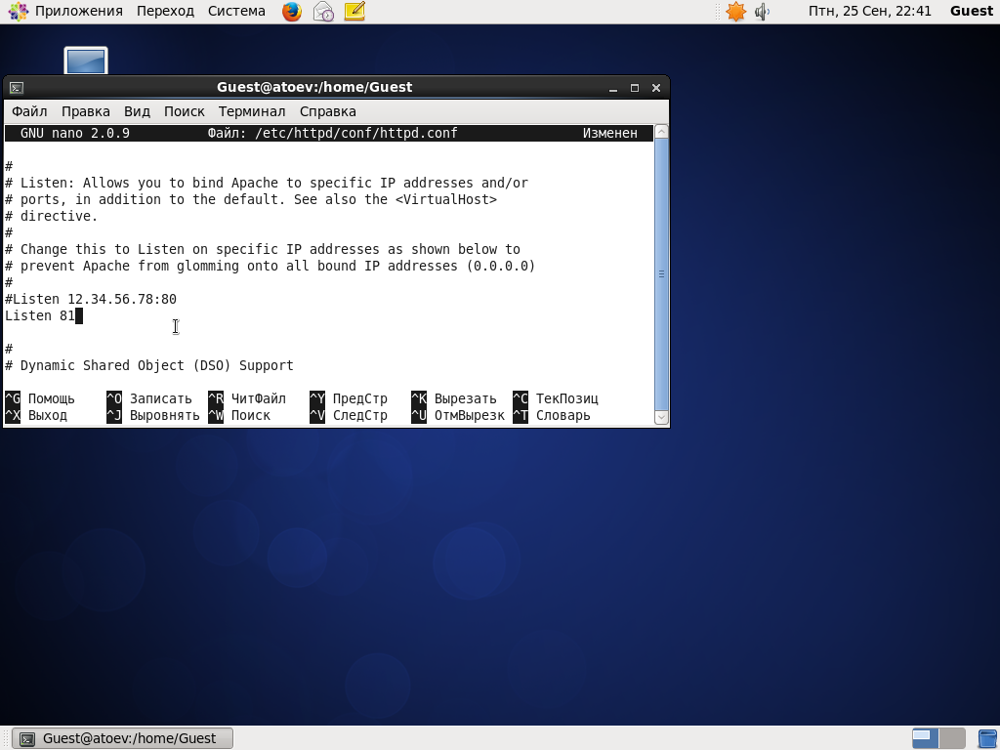 Приложения Переход Система Птн, 25 Сен, 22:41 Guest
Guest@atoev:/home/Guest
Файл Правка Вид Поиск Терминал Справка
GNU nano 2.0.9 Файл: /etc/httpd/conf/httpd.conf Изменен
#
# Listen: Allows you to bind Apache to specific IP addresses and/or
# ports, in addition to the default. See also the <VirtualHost>
# directive.
#
# Change this to Listen on specific IP addresses as shown below to
# prevent Apache from glomming onto all bound IP addresses (0.0.0.0)
#
#Listen 12.34.56.78:80
Listen 81
#
# Dynamic Shared Object (DSO) Support
^G Помощь ^O Записать ^R ЧитФайл ^Y ПредСтр ^K Вырезать ^C ТекПозиц
^X Выход ^J Выровнять ^W Поиск ^V СледСтр ^U ОтмВырезк ^T Словарь
Guest@atoev:/home/Guest